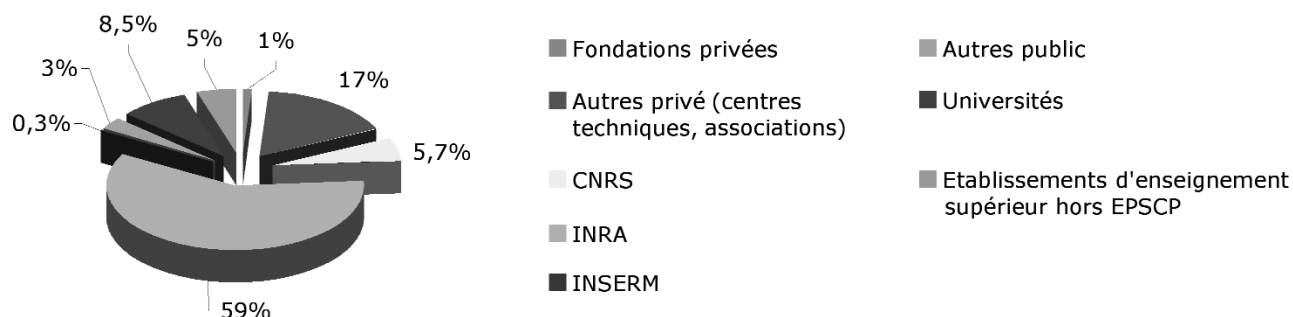 8,5%
5%
1%
3%
17%
0,3%
5,7%
59%
Fondations privées
Autres privé (centres
techniques, associations)
CNRS
INRA
INSERM
Autres public
Universités
Etablissements d'enseignement
supérieur hors EPSCP